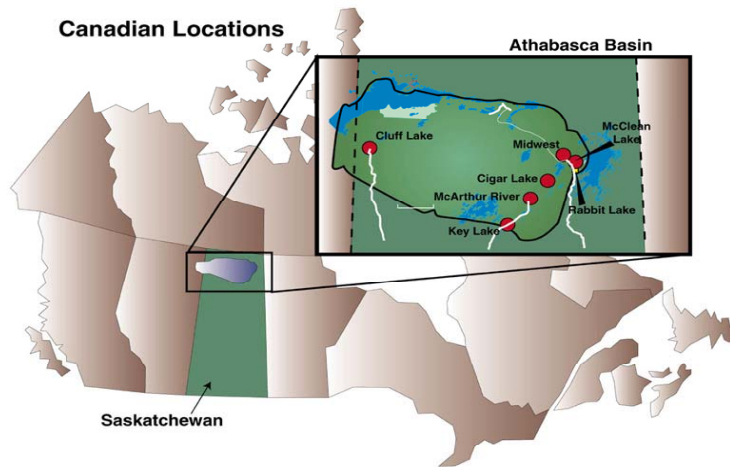 Canadian Locations
Athabasca Basin
Cluff Lake
Midwest
McClean
Lake
Cigar Lake
McArthur River
Rabbit Lake
Key Lake
Saskatchewan